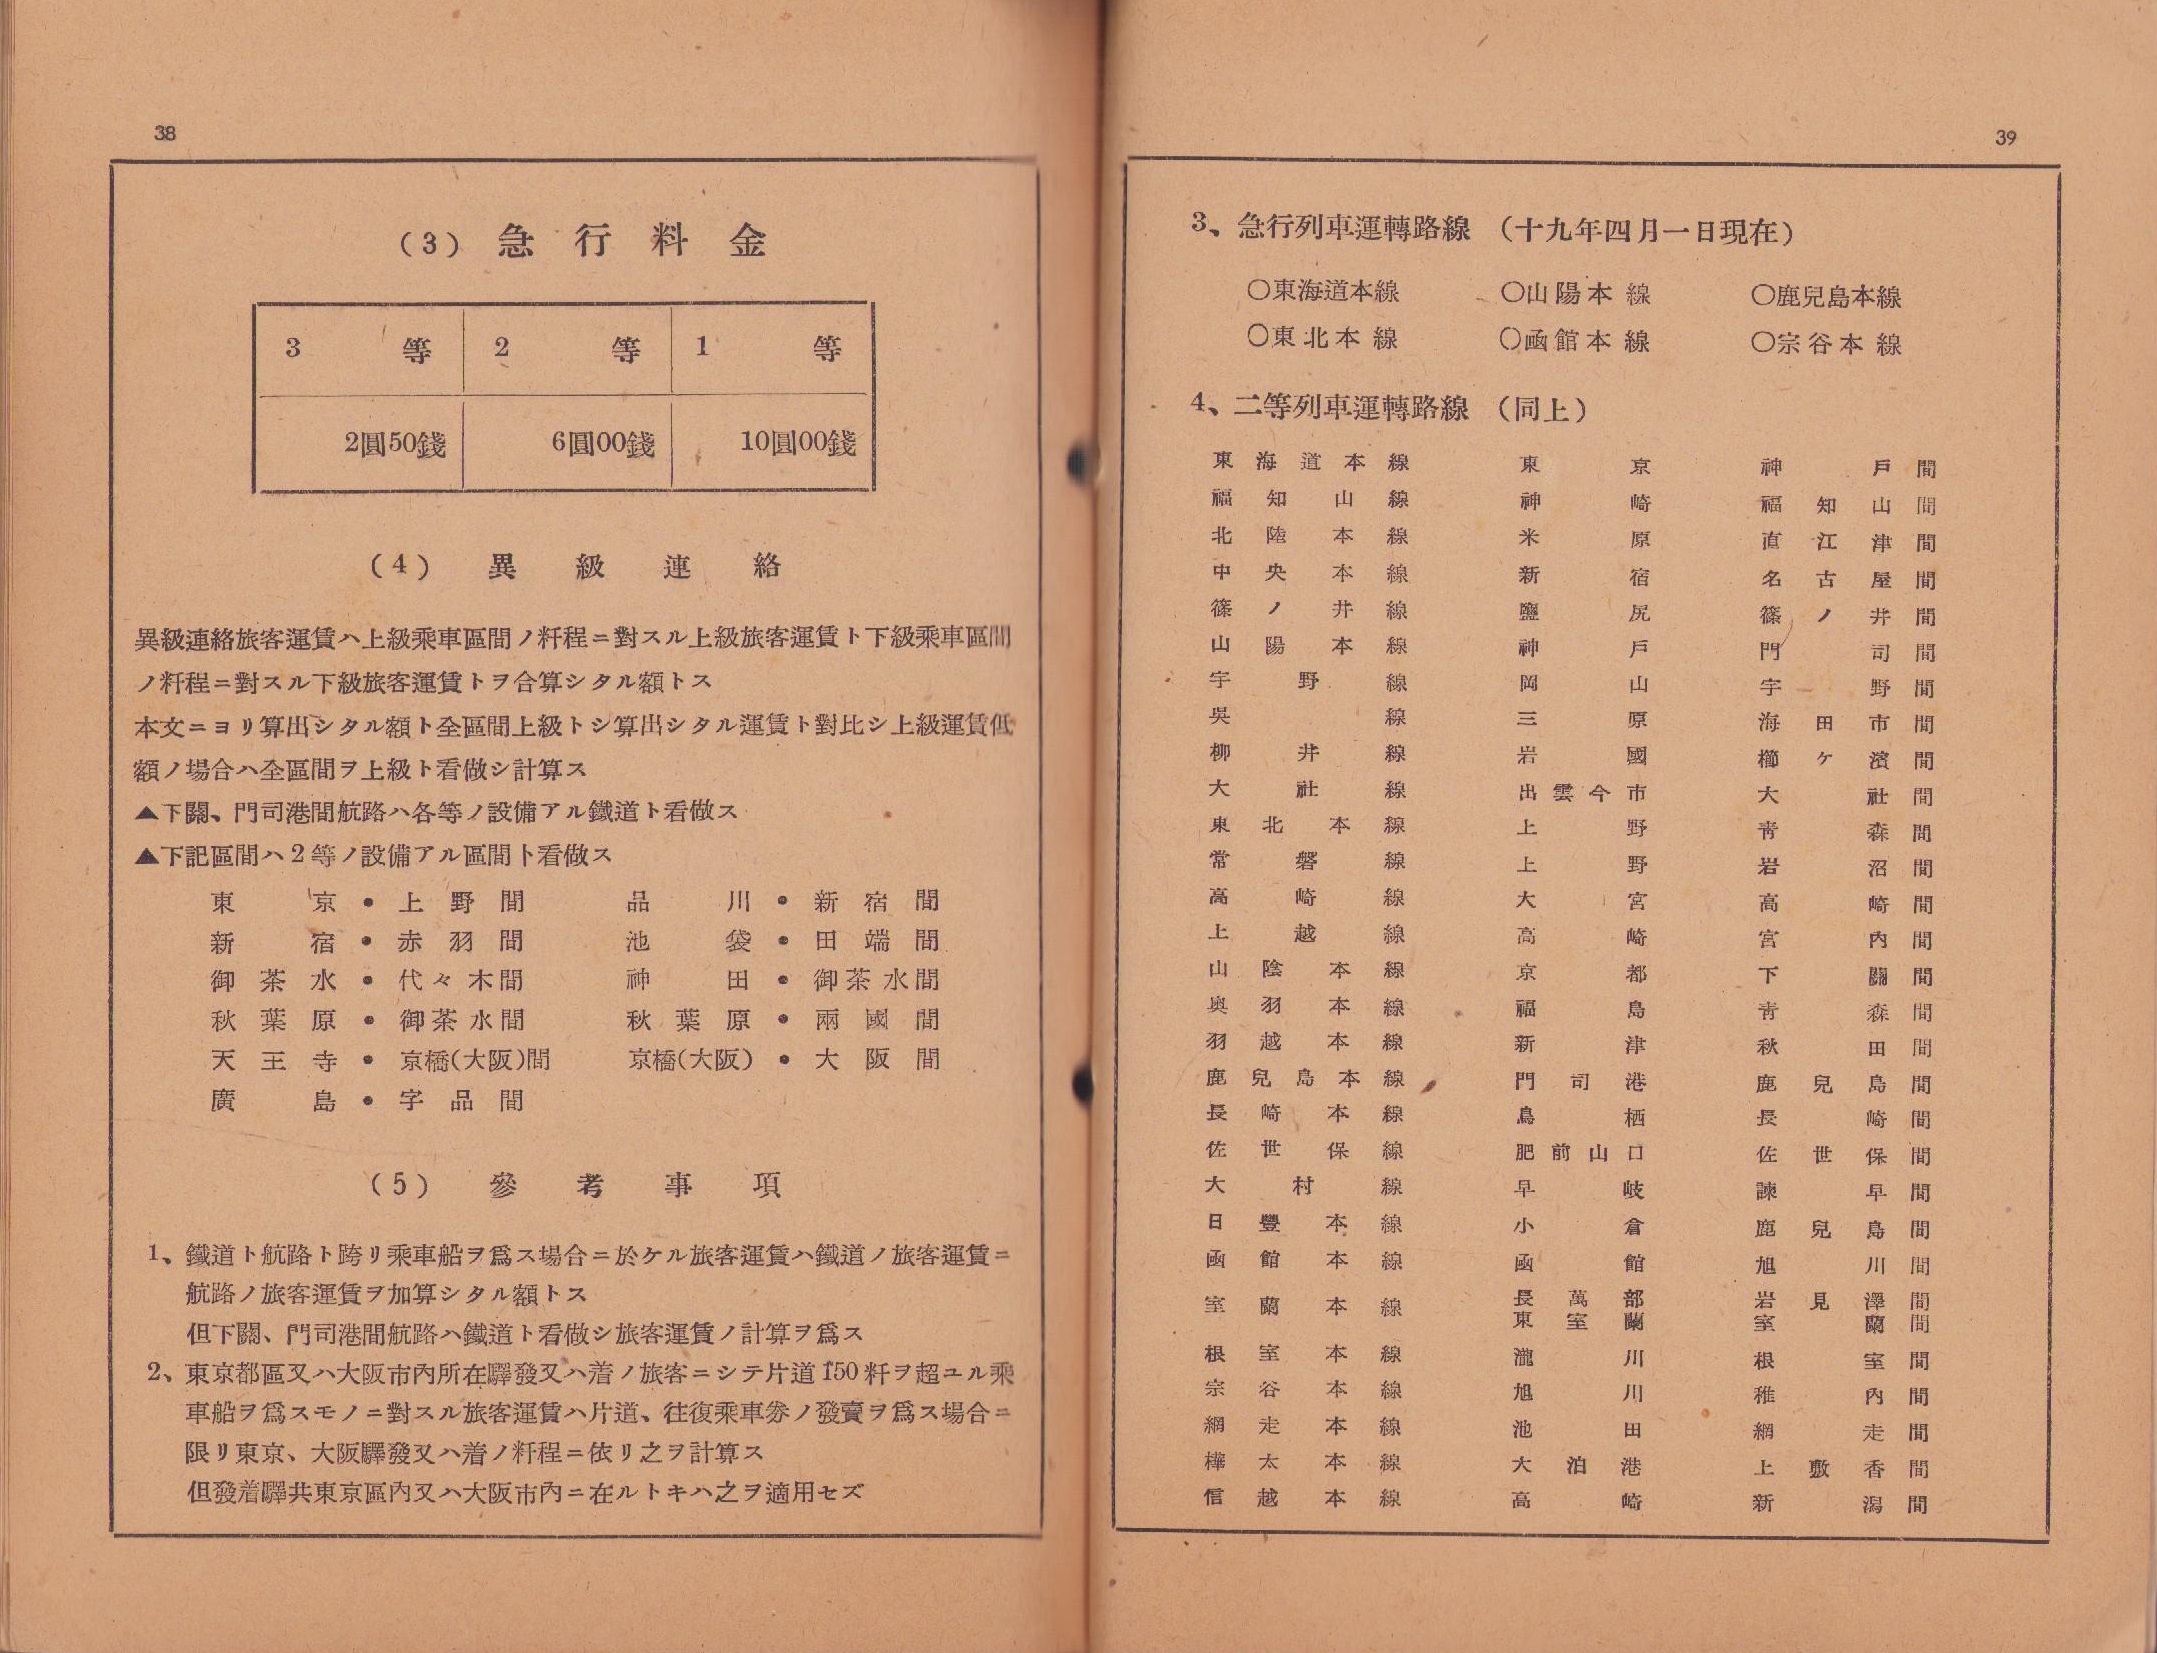 38
(3) 急行料金
3等 2等 1等
2圓50錢 6圓00錢 10圓00錢
(4) 異級連絡
異級連絡旅客運賃ハ上級乘車區間ノ粁程ニ對スル上級旅客運賃ト下級乘車區間
ノ粁程ニ對スル下級旅客運賃トヲ合算シタル額トス
本文ニヨリ算出シタル額ト全區間上級トシ算出シタル運賃ト對比シ上級運賃低
額ノ場合ハ全區間ヲ上級ト看做シ計算ス
▲下關、門司港間航路ハ各等ノ設備アル鐵道ト看做ス
▲下記區間ハ2等ノ設備アル區間ト看做ス
東京・上野間 品川・新宿間
新宿・赤羽間 池袋・田端間
御茶水・代々木間 神田・御茶水間
秋葉原・御茶水間 秋葉原・兩國間
天王寺・京橋(大阪)間 京橋(大阪)・大阪間
廣島・字品間
(5) 參考事項
1、鐵道ト航路ト跨リ乘車船ヲ爲ス場合ニ於ケル旅客運賃ハ鐵道ノ旅客運賃ニ
航路ノ旅客運賃ヲ加算シタル額トス
但下關、門司港間航路ハ鐵道ト看做シ旅客運賃ノ計算ヲ爲ス
2、東京都區又ハ大阪市內所在驛發又ハ着ノ旅客ニシテ片道150粁ヲ超ユル乘
車船ヲ爲スモノニ對スル旅客運賃ハ片道、往復乘車劵ノ發賣ヲ爲ス場合ニ
限リ東京、大阪驛發又ハ着ノ粁程ニ依リ之ヲ計算ス
但發着驛共東京區內又ハ大阪市內ニ在ルトキハ之ヲ適用セズ
39
3、急行列車運轉路線 (十九年四月一日現在)
○東海道本線 ○山陽本線 ○鹿兒島本線
○東北本線 ○函館本線 ○宗谷本線
4、二等列車運轉路線 (同上)
東海道本線 東京 神戶間
福知山線 神崎 福知山間
北陸本線 米原 直江津間
中央本線 新宿 名古屋間
篠ノ井線 鹽尻 篠ノ井間
山陽本線 神戶 門司間
宇野線 岡山 宇野間
吳線 三原 海田市間
柳井線 岩國 櫛ケ濱間
大社線 出雲今市 大社間
東北本線 上野 靑森間
常磐線 上野 岩沼間
高崎線 大宮 高崎間
上越線 高崎 宮內間
山陰本線 京都 下關間
奧羽本線 福島 靑森間
羽越本線 新津 秋田間
鹿兒島本線 門司港 鹿兒島間
長崎本線 鳥栖 長崎間
佐世保線 肥前山口 佐世保間
大村線 早岐 諫早間
日豐本線 小倉 鹿兒島間
函館本線 函館 旭川間
室蘭本線 長萬部 岩見澤間
東室蘭 室蘭間
根室本線 瀧川 根室間
宗谷本線 旭川 稚內間
網走本線 池田 網走間
樺太本線 大泊港 上敷香間
信越本線 高崎 新潟間